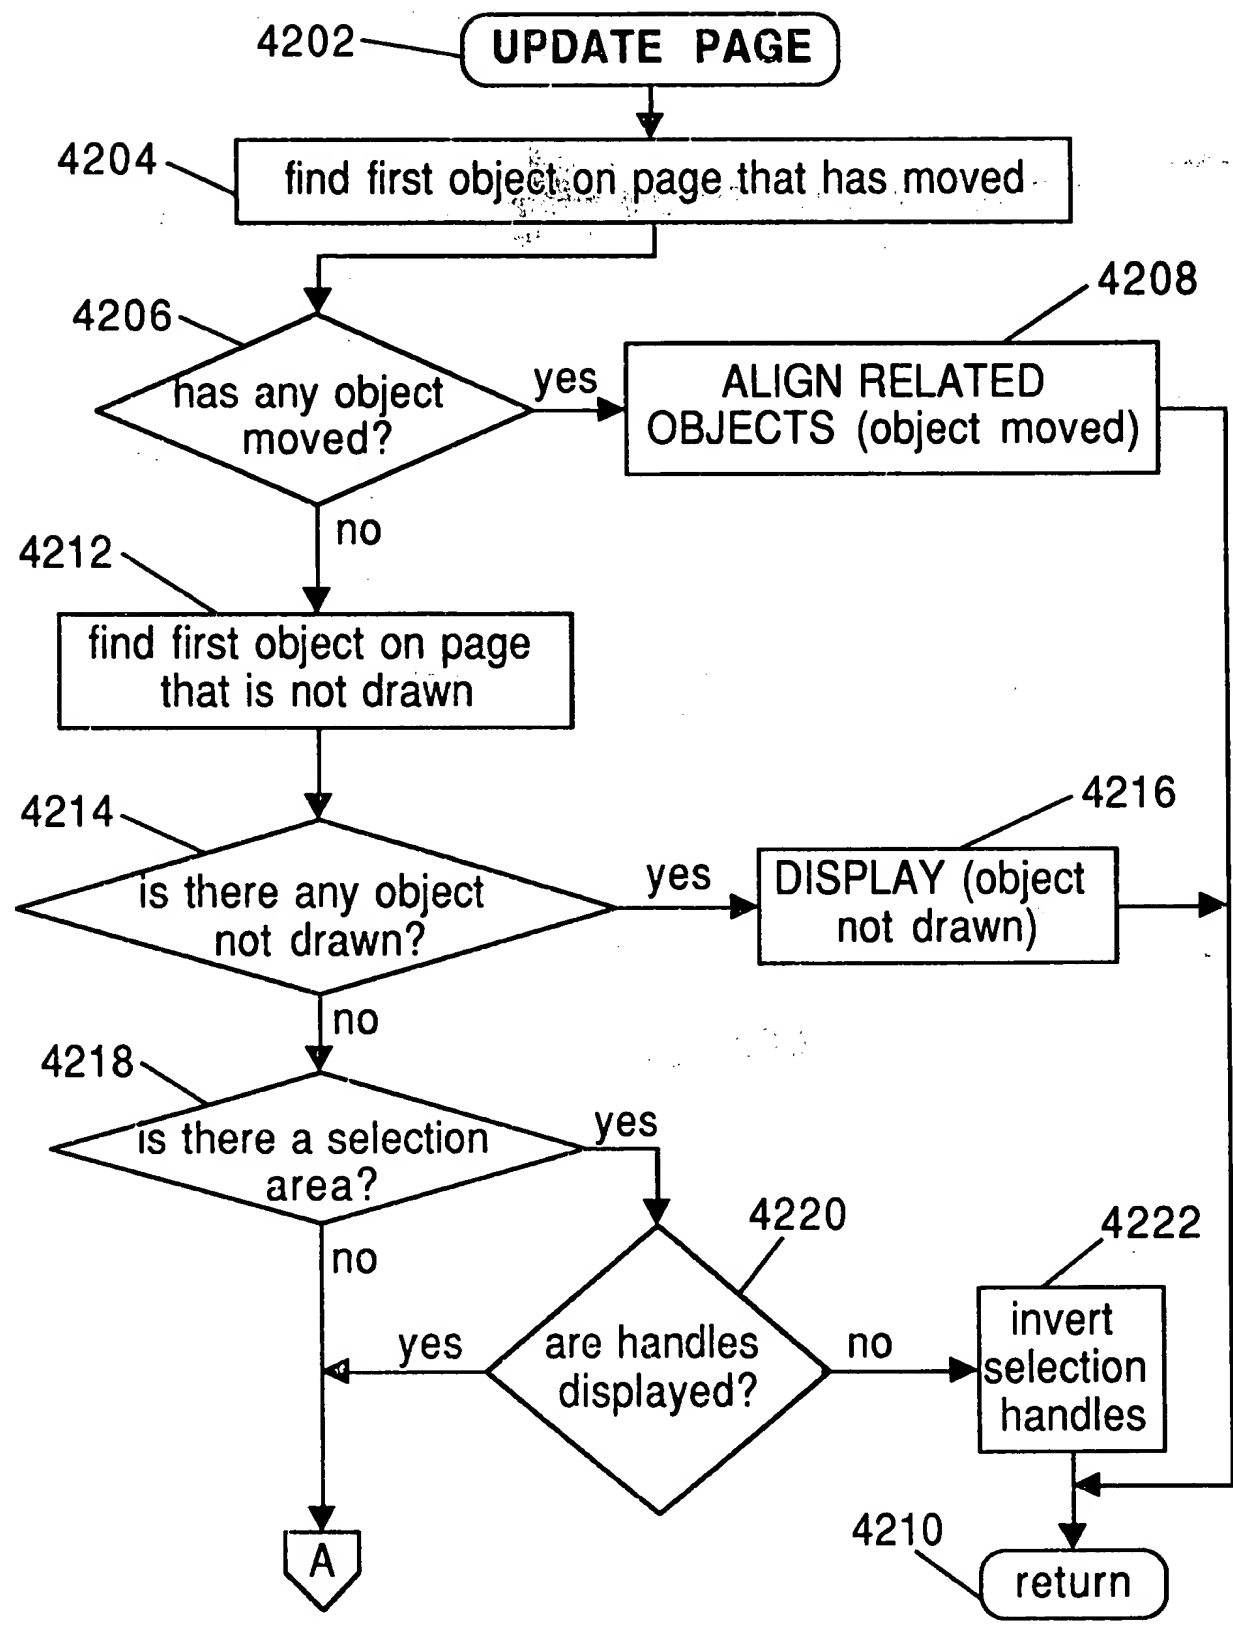 4202
UPDATE PAGE
4204
find first object on page that has moved
4206
has any object
moved?
yes
4208
ALIGN RELATED
OBJECTS (object moved)
no
4212
find first object on page
that is not drawn
4214
is there any object
not drawn?
yes
4216
DISPLAY (object
not drawn)
no
4218
is there a selection
area?
yes
no
4220
are handles
displayed?
yes
no
4222
invert
selection
handles
A
4210
return